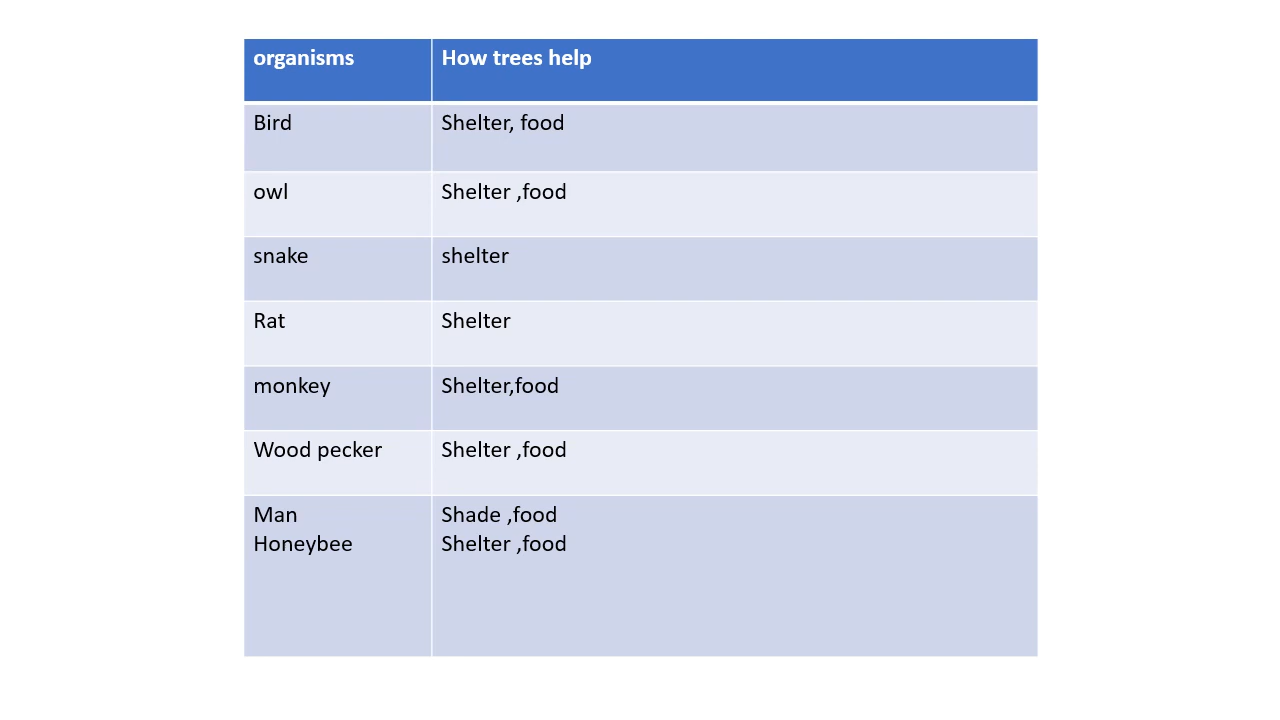 organisms How trees help
Bird Shelter, food
owl Shelter ,food
snake shelter
Rat Shelter
monkey Shelter,food
Wood pecker Shelter ,food
Man Shade ,food
Honeybee Shelter ,food